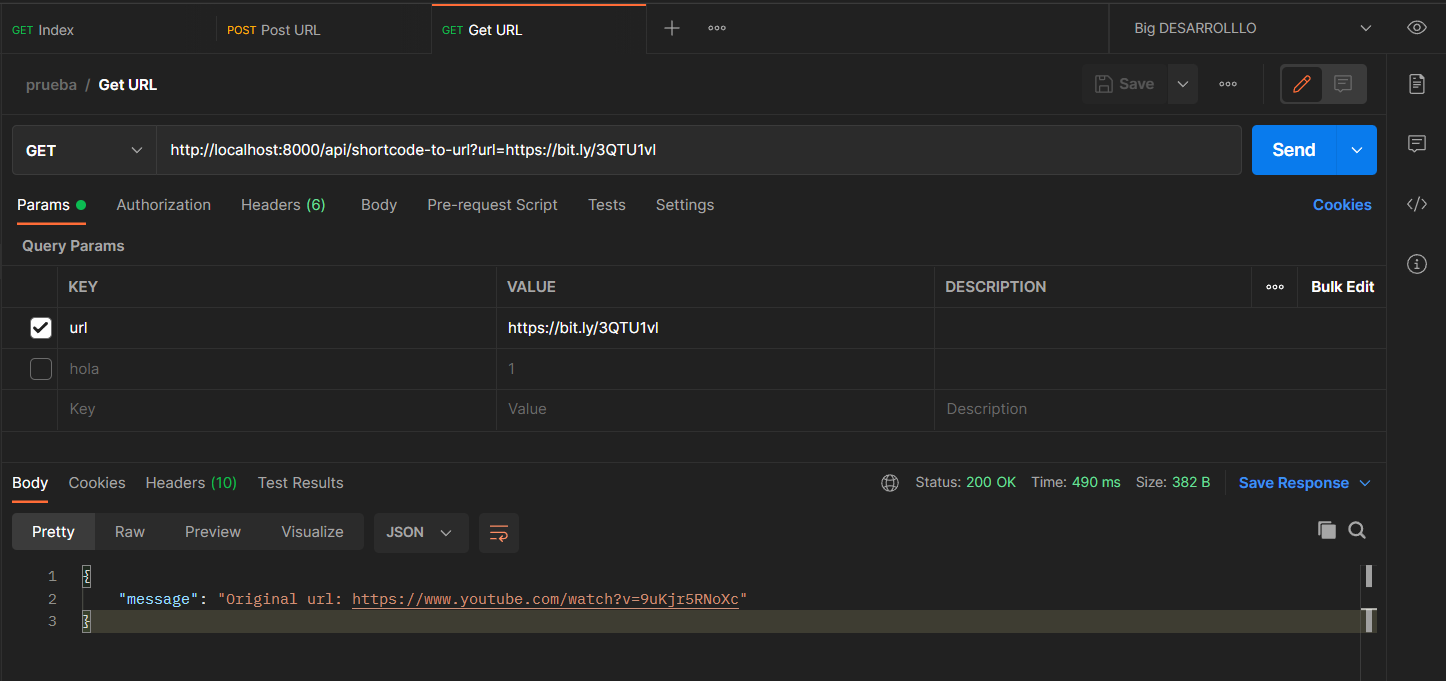 GET Index POST Post URL GET Get URL Big DESARROLLLO
prueba / Get URL Save
GET http://localhost:8000/api/shortcode-to-url?url=https://bit.ly/3QTU1vl Send
Params Authorization Headers (6) Body Pre-request Script Tests Settings Cookies
Query Params
KEY VALUE DESCRIPTION Bulk Edit
url https://bit.ly/3QTU1vl
hola 1
Key Value Description
Body Cookies Headers (10) Test Results Status: 200 OK Time: 490 ms Size: 382 B Save Response
Pretty Raw Preview Visualize JSON
1 {
2 "message": "Original url: https://www.youtube.com/watch?v=9uKjr5RNoXc"
3 }